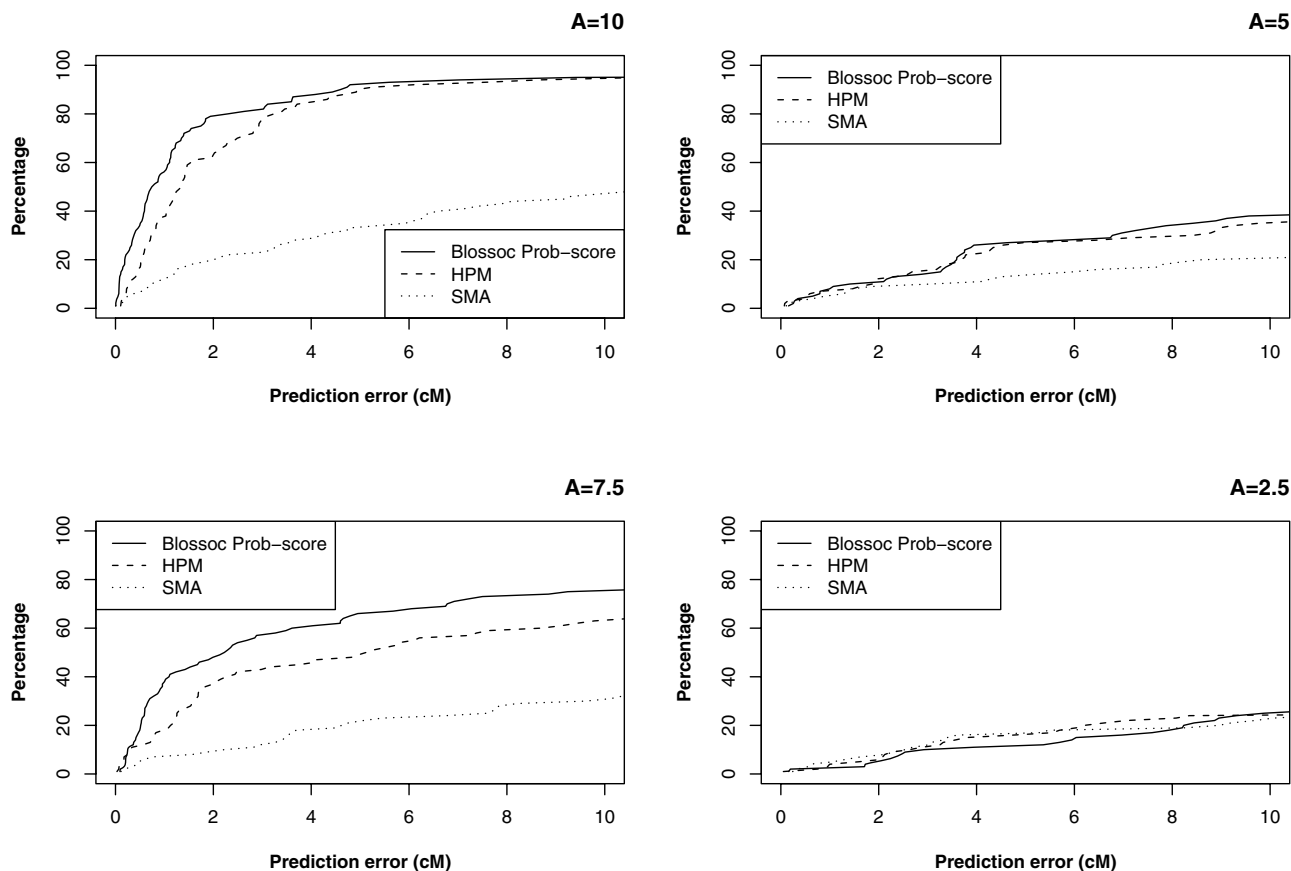 A=10
Percentage
100
80
60
40
20
0
Blossoc Prob−score
HPM
SMA
0 2 4 6 8 10
Prediction error (cM)
A=5
Percentage
100
80
60
40
20
0
Blossoc Prob−score
HPM
SMA
0 2 4 6 8 10
Prediction error (cM)
A=7.5
Percentage
100
80
60
40
20
0
Blossoc Prob−score
HPM
SMA
0 2 4 6 8 10
Prediction error (cM)
A=2.5
Percentage
100
80
60
40
20
0
Blossoc Prob−score
HPM
SMA
0 2 4 6 8 10
Prediction error (cM)